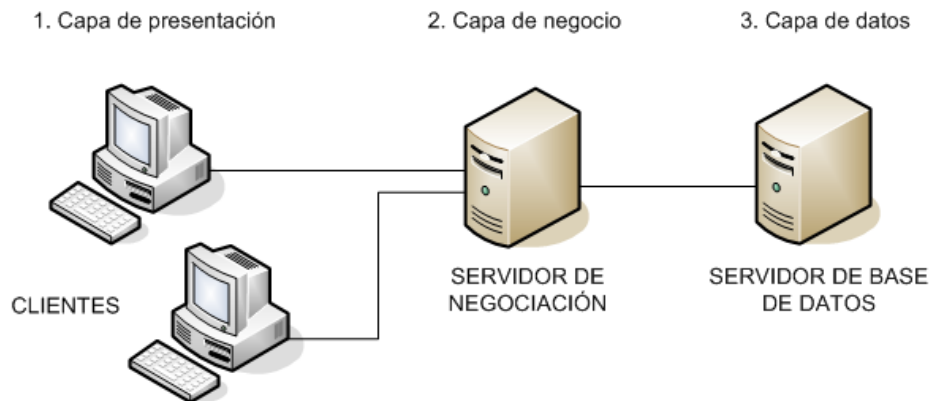 1. Capa de presentación
2. Capa de negocio
3. Capa de datos
CLIENTES
SERVIDOR DE
NEGOCIACIÓN
SERVIDOR DE BASE
DE DATOS